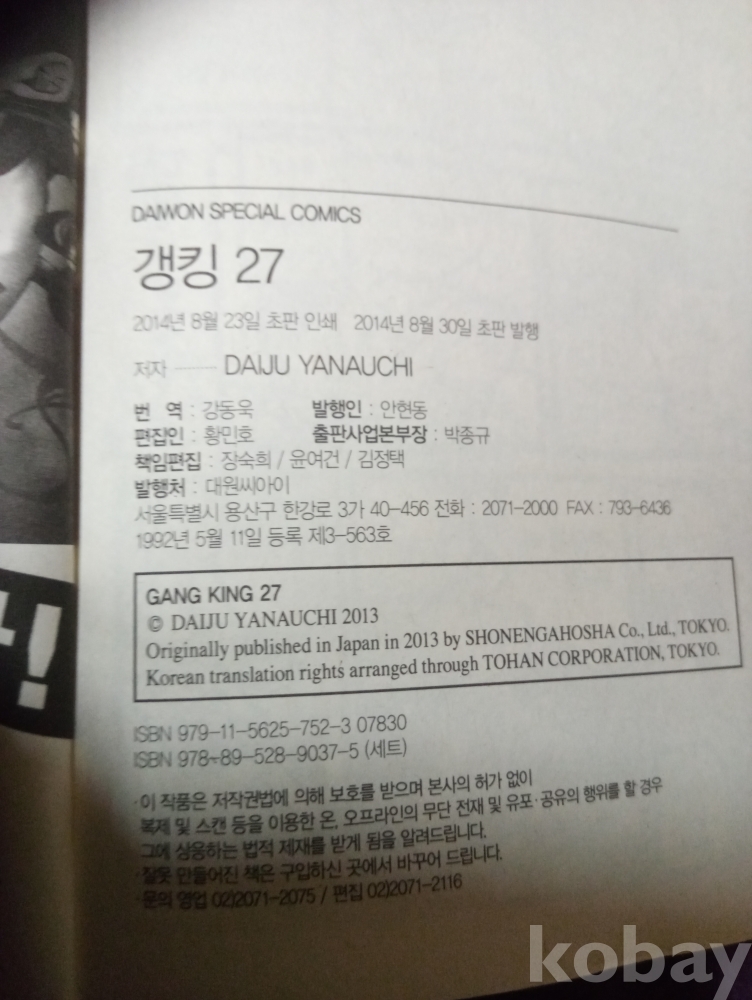 !
DAIWON SPECIAL COMICS
갱킹 27
2014년 8월 23일 초판 인쇄 2014년 8월 30일 초판 발행
저자 —— DAIJU YANAUCHI
번 역 : 강동욱 발행인 : 안현동
편집인 : 황민호 출판사업본부장 : 박종규
책임편집 : 장숙희 / 윤여건 / 김정택
발행처 : 대원씨아이
서울특별시 용산구 한강로 3가 40-456 전화 : 2071-2000 FAX : 793-6436
1992년 5월 11일 등록 제3-563호
GANG KING 27
© DAIJU YANAUCHI 2013
Originally published in Japan in 2013 by SHONENGAHOSHA Co., Ltd., TOKYO.
Korean translation rights arranged through TOHAN CORPORATION, TOKYO.
ISBN 979-11-5625-752-3 07830
ISBN 978-89-528-9037-5 (세트)
·이 작품은 저작권법에 의해 보호를 받으며 본사의 허가 없이
복제 및 스캔 등을 이용한 온, 오프라인의 무단 전재 및 유포·공유의 행위를 할 경우
그에 상응하는 법적 제재를 받게 됨을 알려드립니다.
·잘못 만들어진 책은 구입하신 곳에서 바꾸어 드립니다.
·문의 영업 02)2071-2075 / 편집 02)2071-2116
kobay